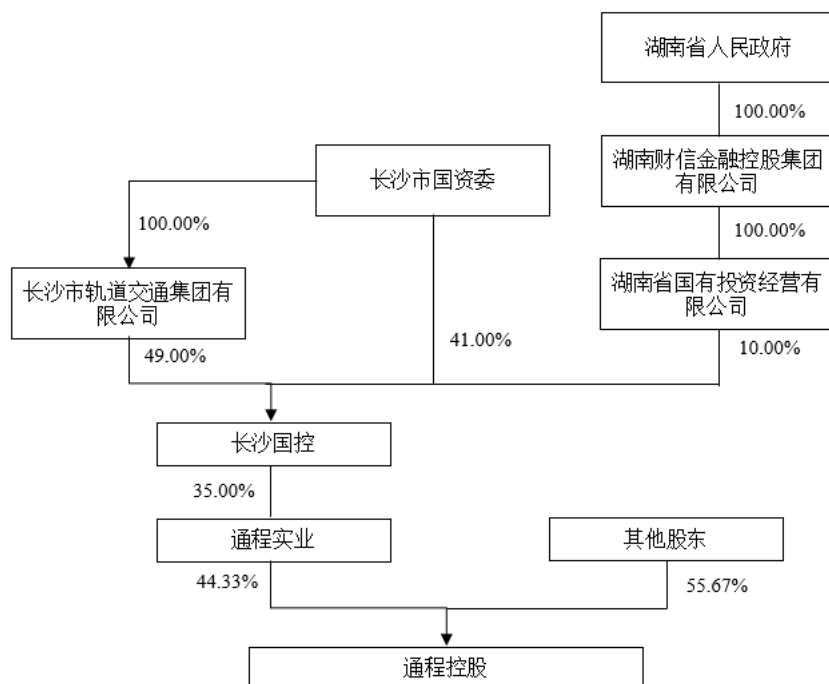 湖南省人民政府
100.00%
长沙市国资委
湖南财信金融控股集团
有限公司
100.00%
100.00%
长沙市轨道交通集团有
限公司
湖南省国有投资经营有
限公司
49.00%
41.00%
10.00%
长沙国控
35.00%
通程实业
其他股东
44.33%
55.67%
通程控股